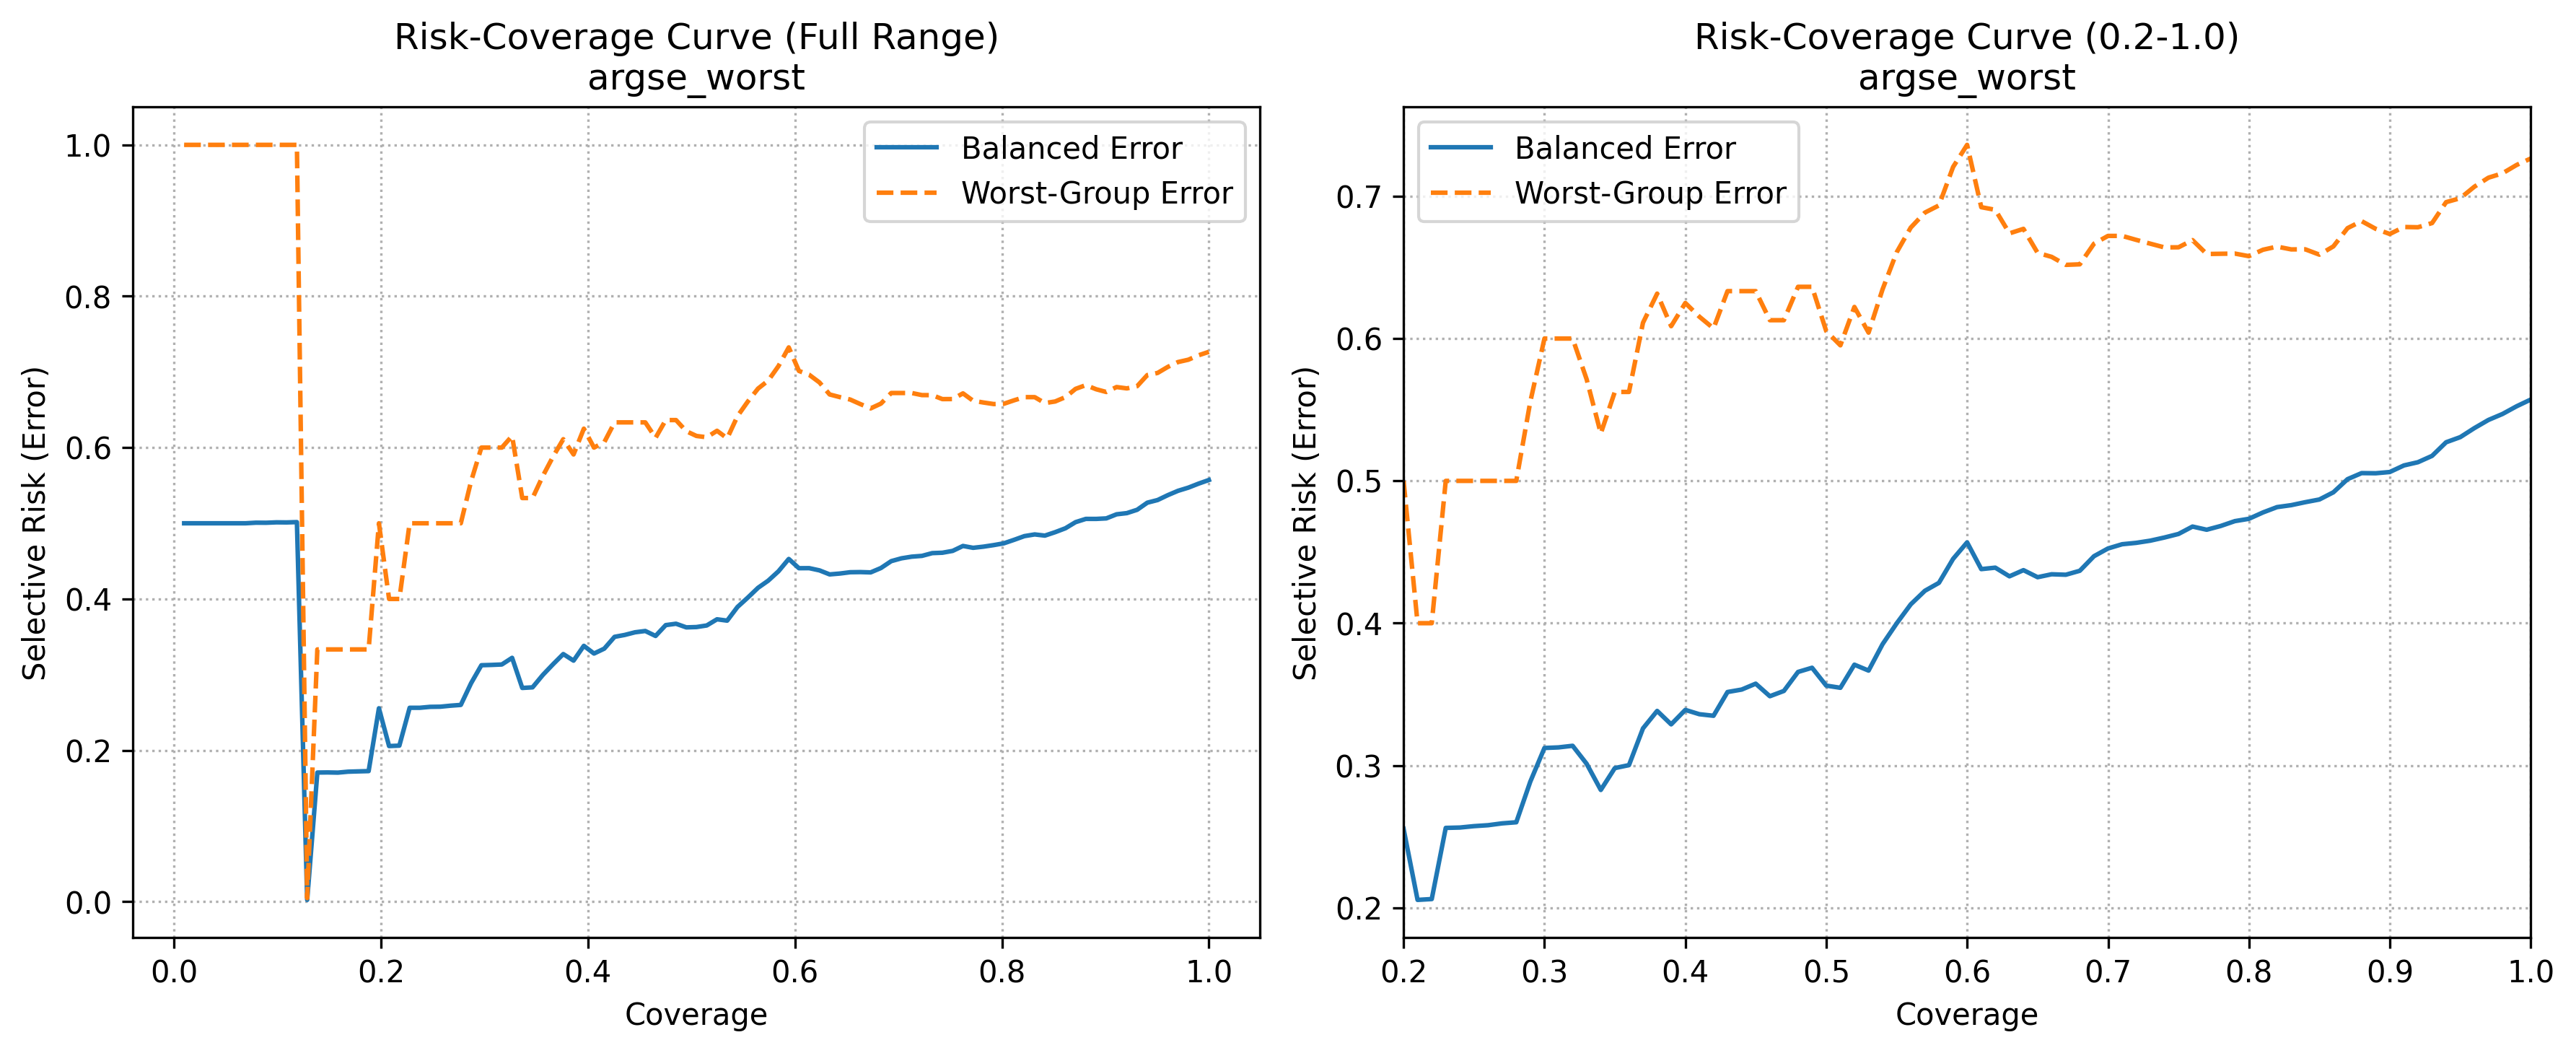 Risk-Coverage Curve (Full Range)
argse_worst
Balanced Error
Worst-Group Error
1.0
0.8
0.6
0.4
0.2
0.0
Selective Risk (Error)
0.0 0.2 0.4 0.6 0.8 1.0
Coverage
Risk-Coverage Curve (0.2-1.0)
argse_worst
Balanced Error
Worst-Group Error
0.7
0.6
0.5
0.4
0.3
0.2
Selective Risk (Error)
0.2 0.3 0.4 0.5 0.6 0.7 0.8 0.9 1.0
Coverage